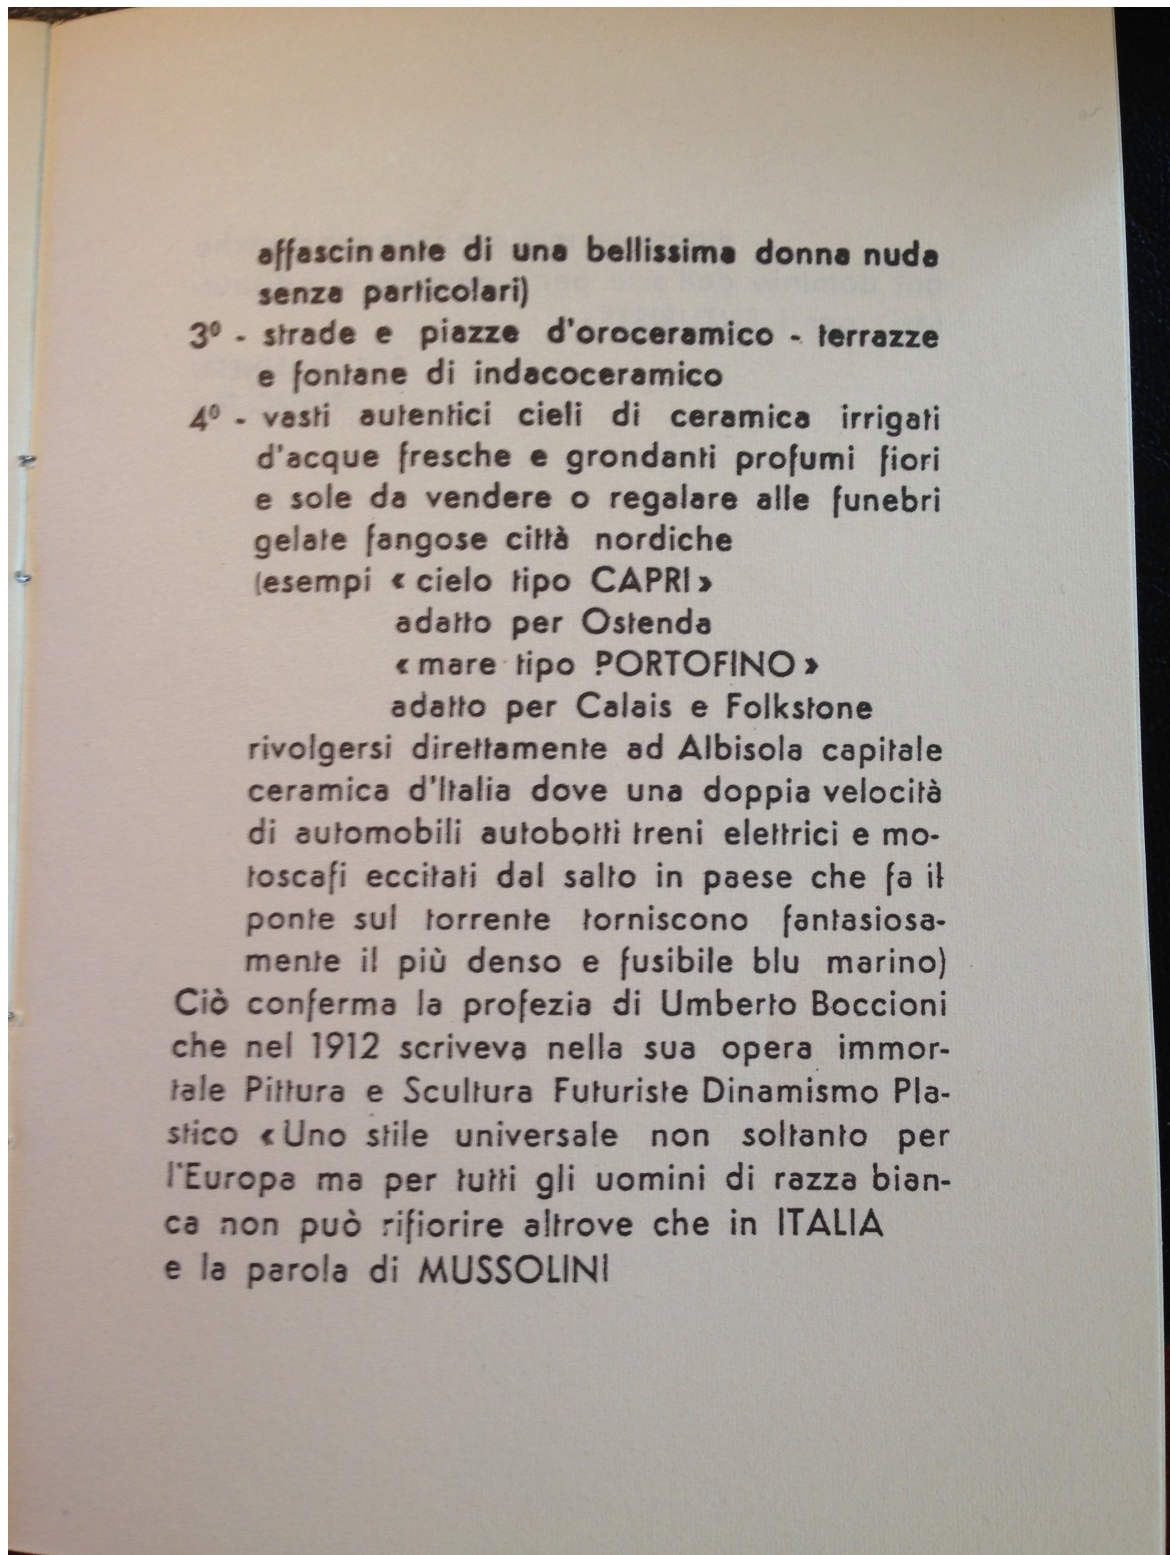 affascinante di una bellissima donna nuda
senza particolari)
3º - strade e piazze d'oroceramico - terrazze
e fontane di indacoceramico
4º - vasti autentici cieli di ceramica irrigati
d'acque fresche e grondanti profumi fiori
e sole da vendere o regalare alle funebri
gelate fangose città nordiche
(esempi « cielo tipo CAPRI »
adatto per Ostenda
« mare tipo PORTOFINO »
adatto per Calais e Folkstone
rivolgersi direttamente ad Albisola capitale
ceramica d'Italia dove una doppia velocità
di automobili autobotti treni elettrici e mo-
toscafi eccitati dal salto in paese che fa il
ponte sul torrente torniscono fantasiosa-
mente il più denso e fusibile blu marino)
Ciò conferma la profezia di Umberto Boccioni
che nel 1912 scriveva nella sua opera immor-
tale Pittura e Scultura Futuriste Dinamismo Pla-
stico « Uno stile universale non soltanto per
l'Europa ma per tutti gli uomini di razza bian-
ca non può rifiorire altrove che in ITALIA
e la parola di MUSSOLINI